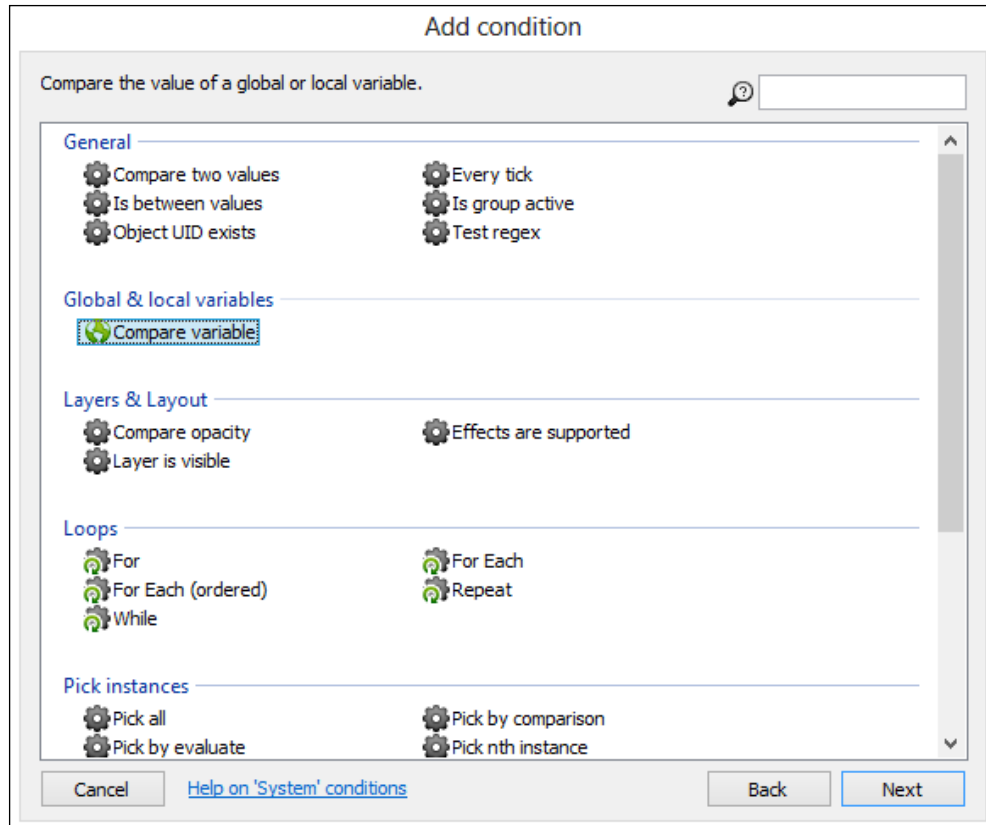 Add condition
Compare the value of a global or local variable.
General
Compare two values
Every tick
Is between values
Is group active
Object UID exists
Test regex
Global & local variables
Compare variable
Layers & Layout
Compare opacity
Effects are supported
Layer is visible
Loops
For
For Each
For Each (ordered)
Repeat
While
Pick instances
Pick all
Pick by comparison
Pick by evaluate
Pick nth instance
Cancel
Help on 'System' conditions
Back
Next